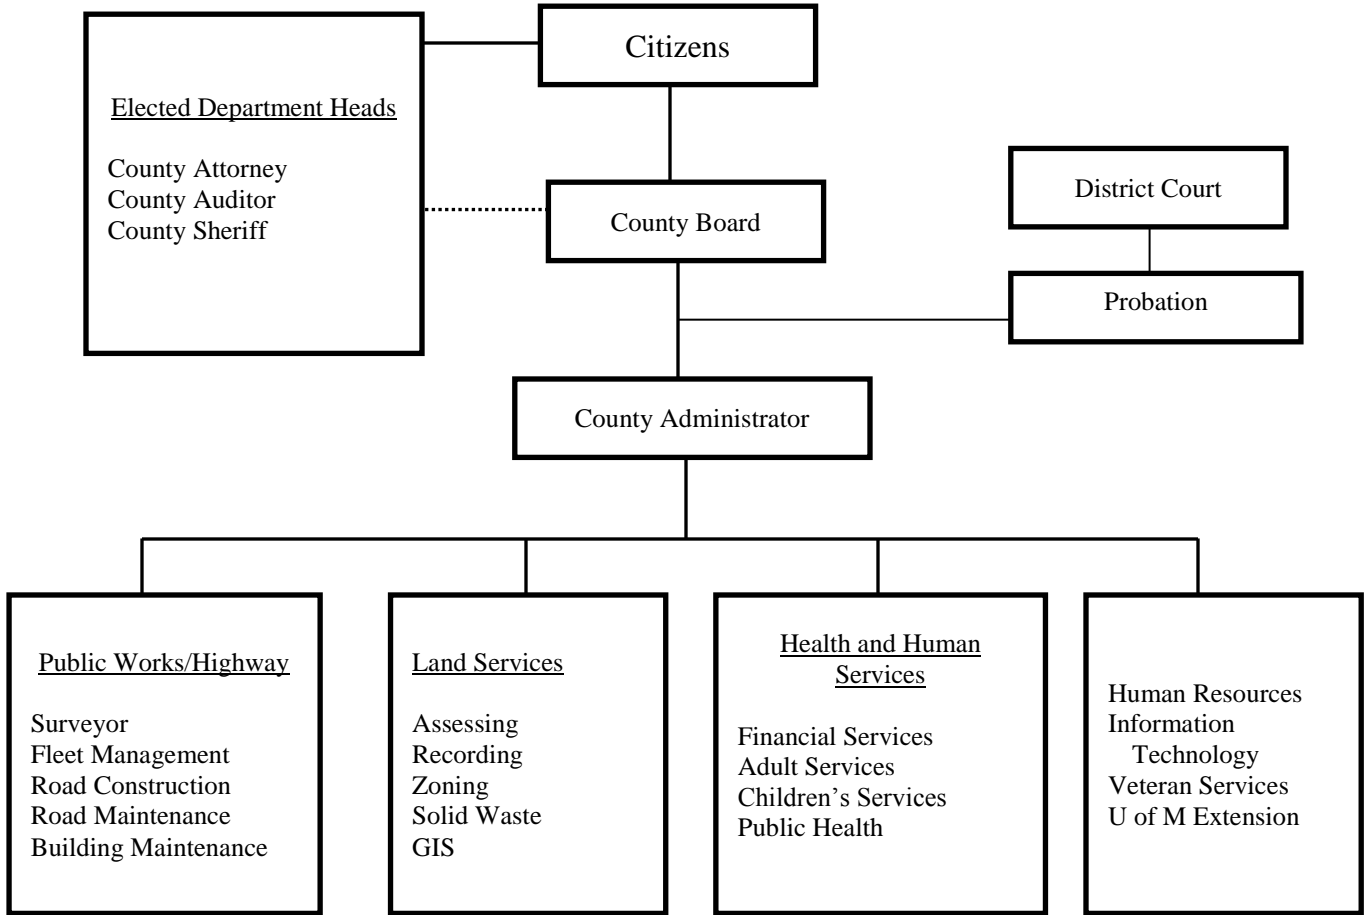 Citizens
Elected Department Heads
County Attorney
County Auditor
County Sheriff
County Board
District Court
Probation
County Administrator
Public Works/Highway
Surveyor
Fleet Management
Road Construction
Road Maintenance
Building Maintenance
Land Services
Assessing
Recording
Zoning
Solid Waste
GIS
Health and Human
Services
Financial Services
Adult Services
Children’s Services
Public Health
Human Resources
Information
Technology
Veteran Services
U of M Extension